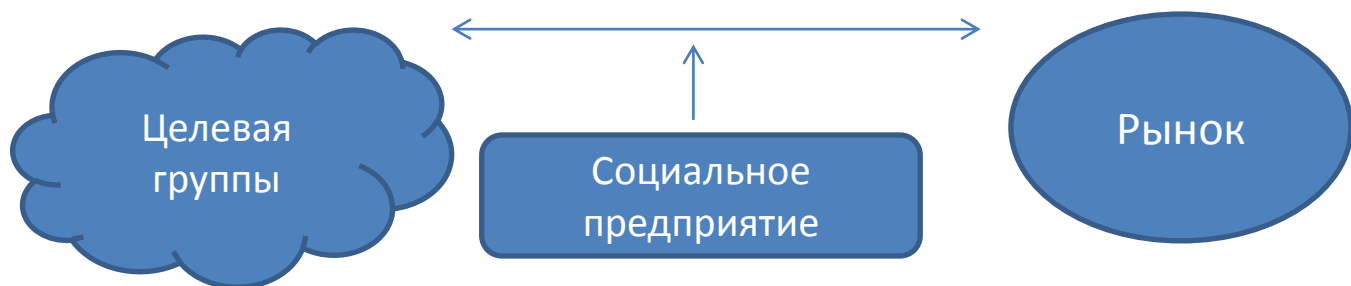 Целевая
группы
Социальное
предприятие
Рынок